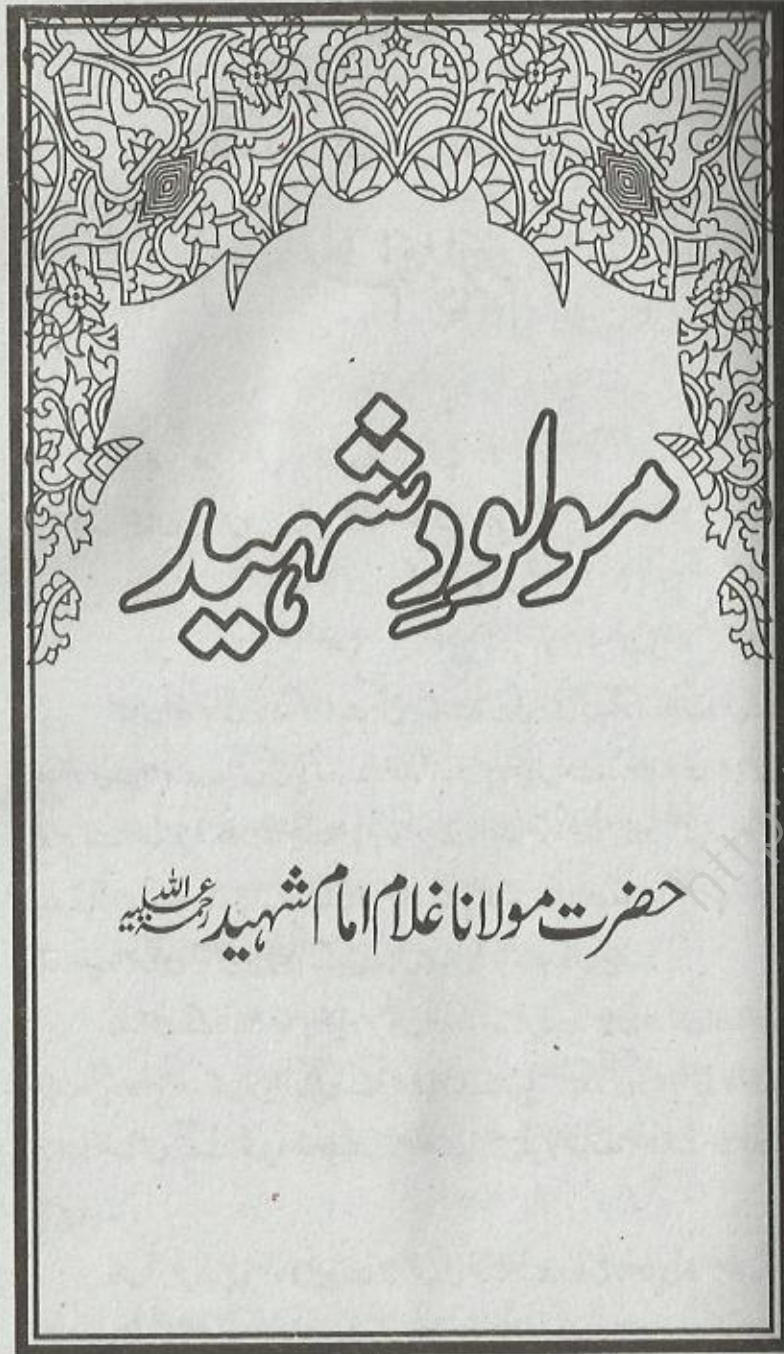 مولودِ شہید
حضرت مولانا غلام امام شہید رحمۃ اللہ علیہ